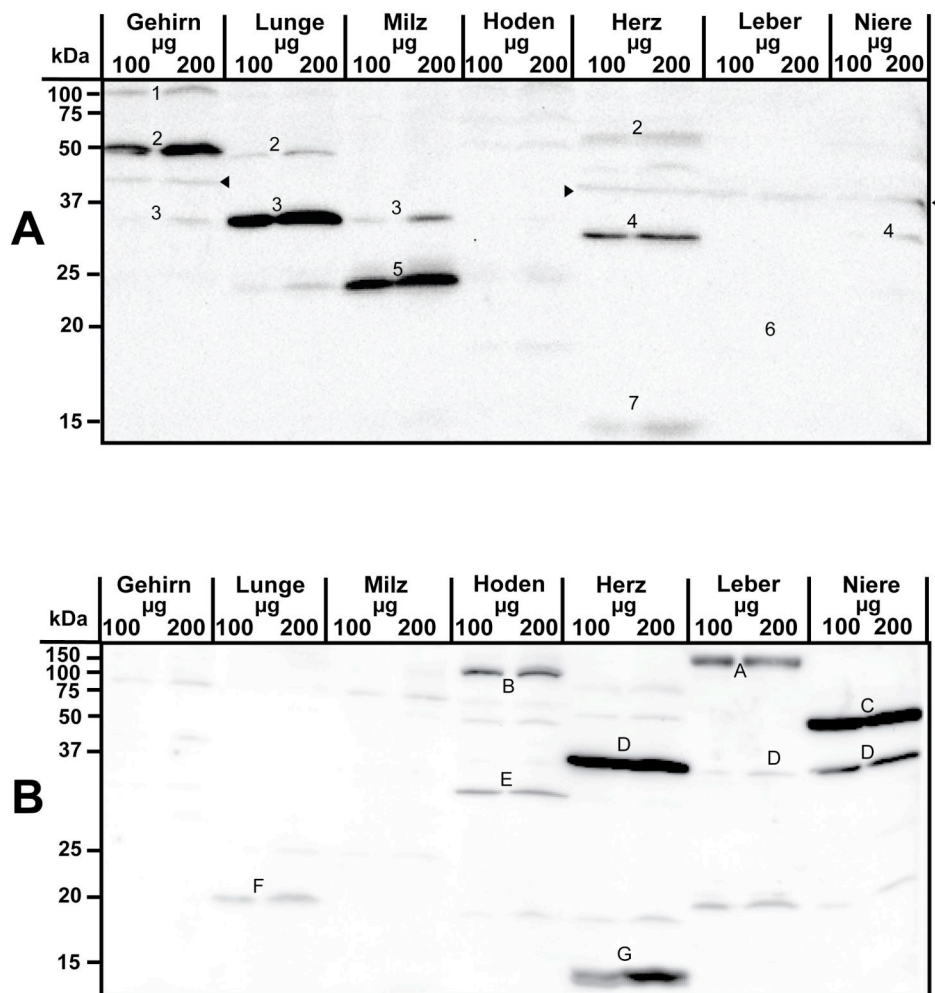 Gehirn Lunge Milz Hoden Herz Leber Niere
µg µg µg µg µg µg µg
kDa 100 200 100 200 100 200 100 200 100 200 100 200 100 200
100 1
75
50 2 2 2
37
A 3 3 3 4 4
25 5
20 6
15 7
Gehirn Lunge Milz Hoden Herz Leber Niere
µg µg µg µg µg µg µg
kDa 100 200 100 200 100 200 100 200 100 200 100 200 100 200
150
100 B A
75
50 C
37 D D D
B E
25
20 F
15 G